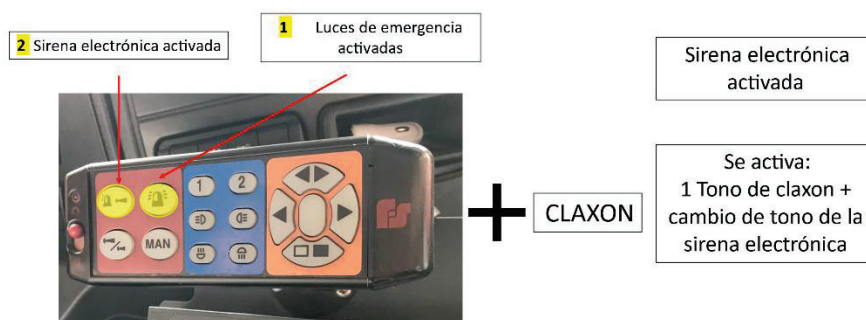 2 Sirena electrónica activada
1 Luces de emergencia
activadas
Sirena electrónica
activada
1 2
MAN
FS
CLAXON
Se activa:
1 Tono de claxon +
cambio de tono de la
sirena electrónica